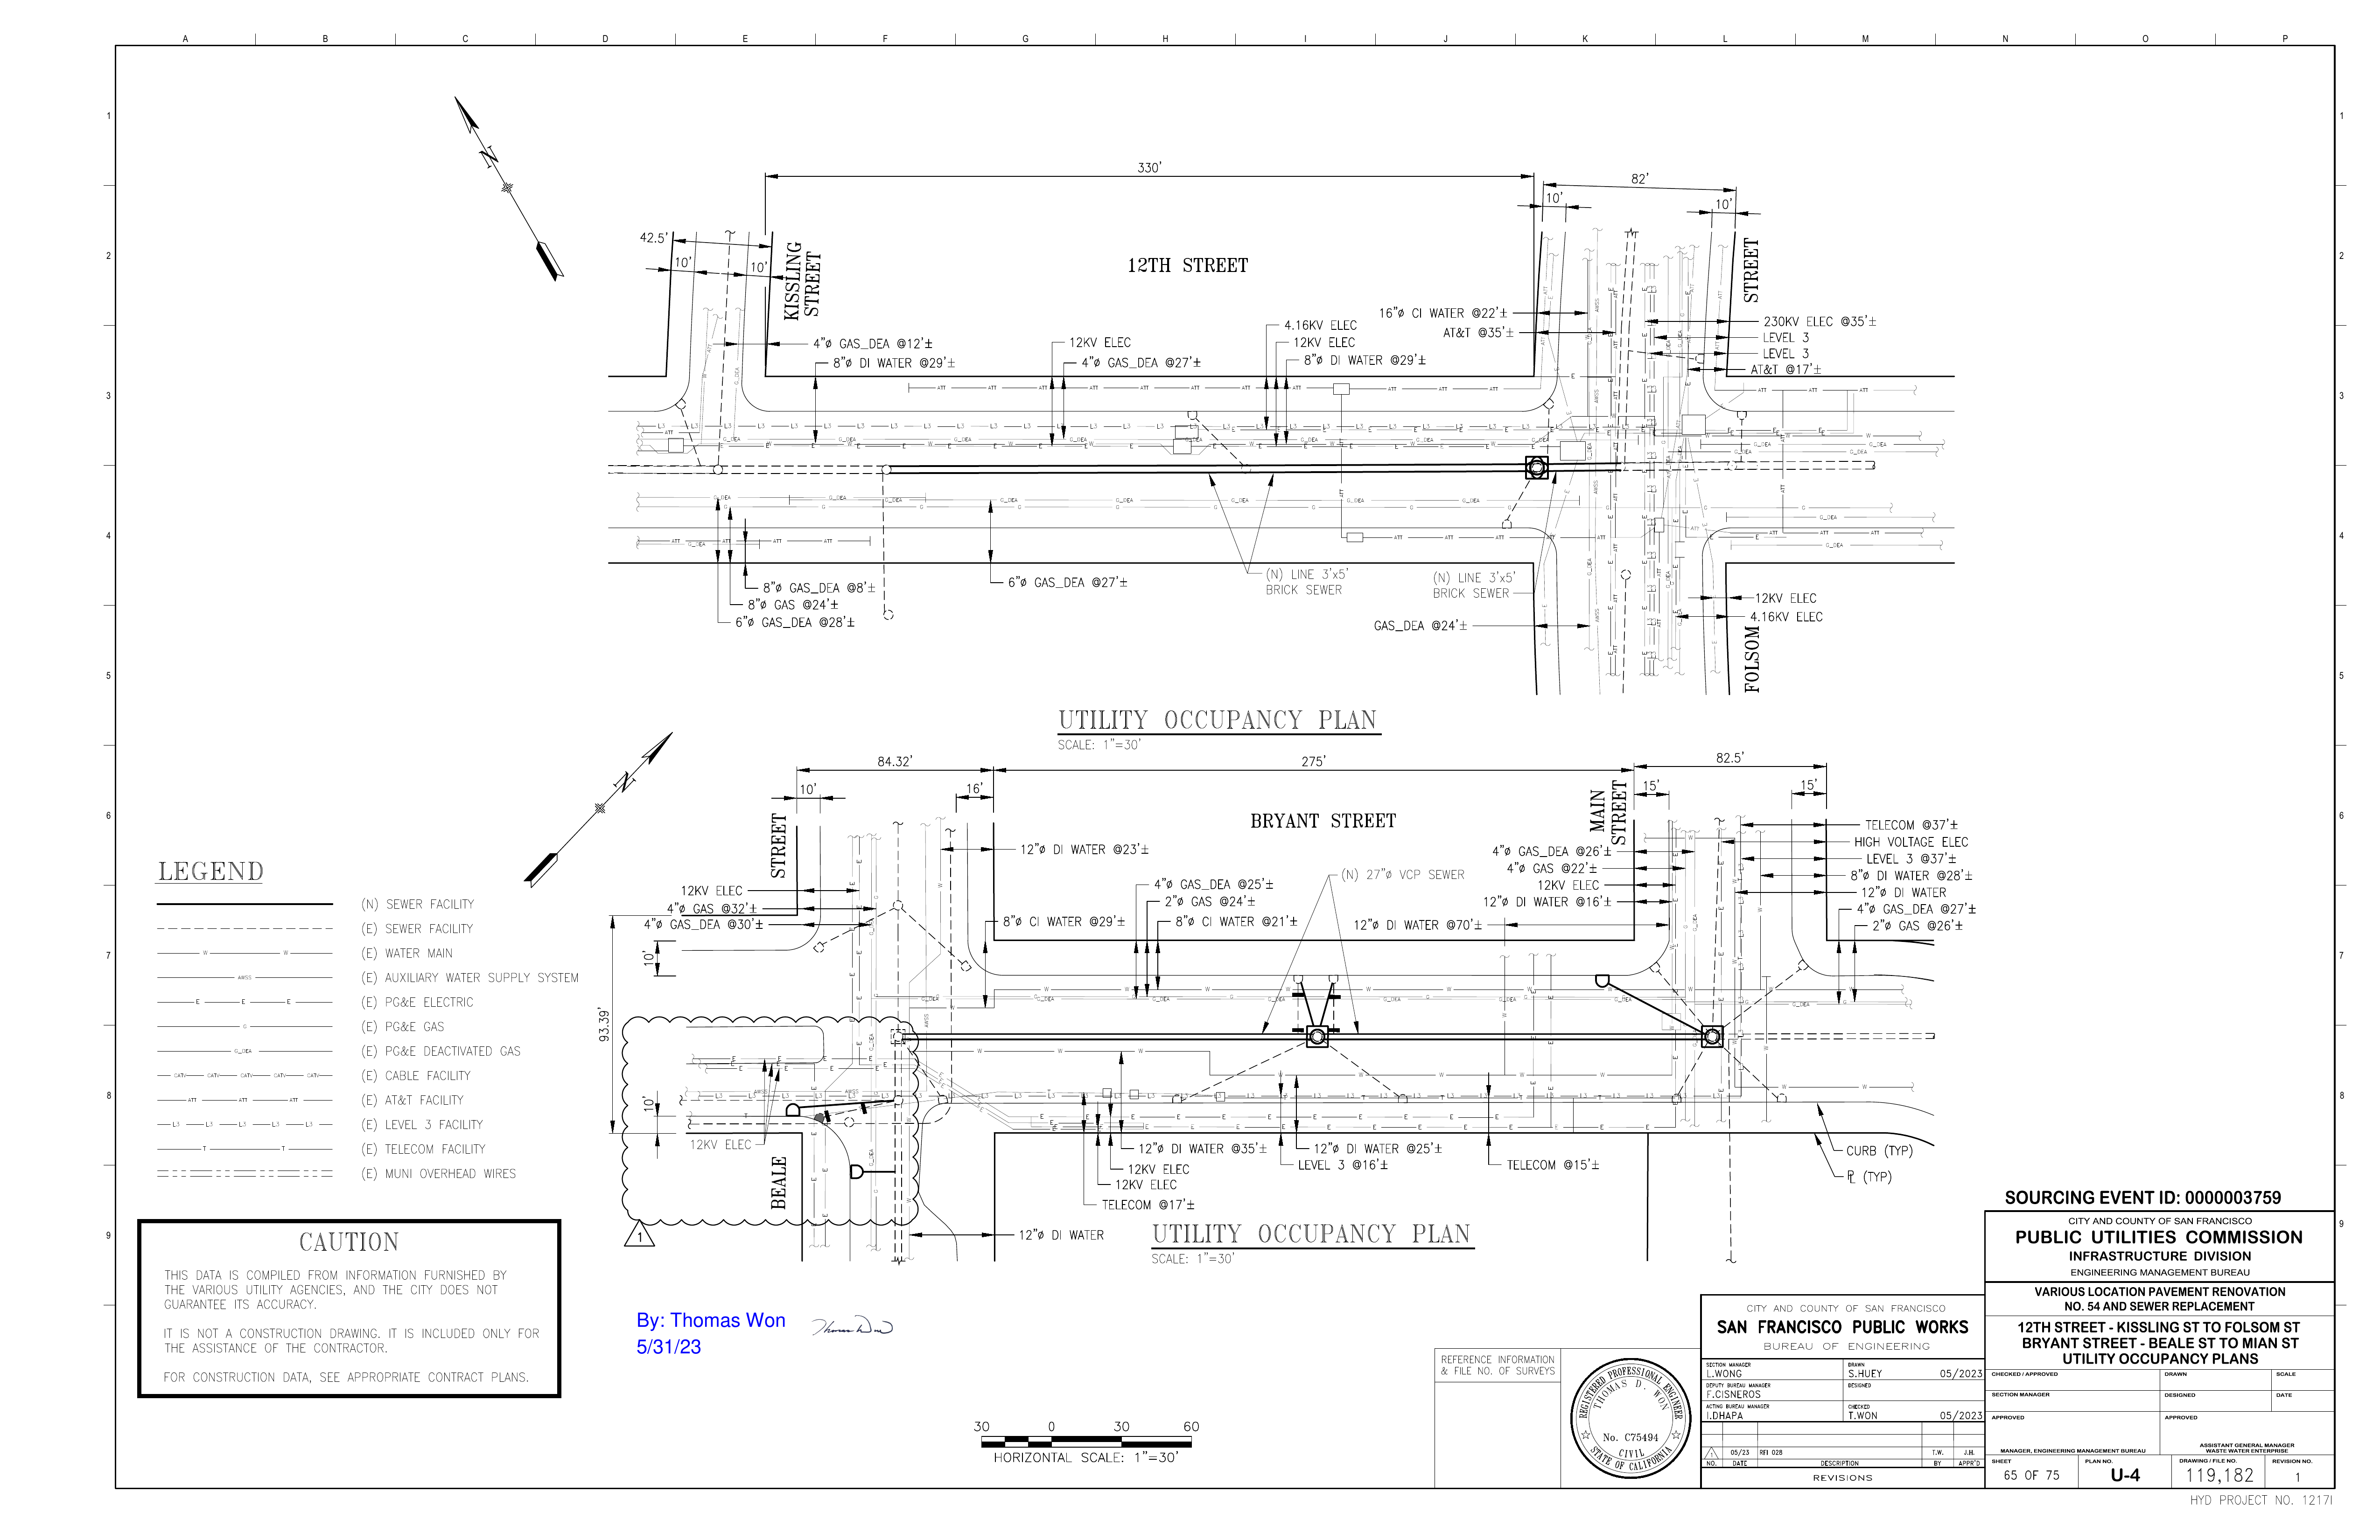 A B C D E F G H I J K L M N O P
1 2 3 4 5 6 7 8 9
N
330'
82'
10'
10'
42.5'
10'
10'
KISSLING
STREET
12TH STREET
STREET
FOLSOM
4"ø GAS_DEA @12'±
8"ø DI WATER @29'±
12KV ELEC
4"ø GAS_DEA @27'±
4.16KV ELEC
12KV ELEC
8"ø DI WATER @29'±
16"ø CI WATER @22'±
AT&T @35'±
230KV ELEC @35'±
LEVEL 3
LEVEL 3
AT&T @17'±
8"ø GAS_DEA @8'±
8"ø GAS @24'±
6"ø GAS_DEA @28'±
6"ø GAS_DEA @27'±
(N) LINE 3'x5'
BRICK SEWER
(N) LINE 3'x5'
BRICK SEWER
GAS_DEA @24'±
12KV ELEC
4.16KV ELEC
UTILITY OCCUPANCY PLAN
SCALE: 1"=30'
N
84.32'
275'
82.5'
10'
16'
15'
15'
STREET
BEALE
BRYANT STREET
MAIN
STREET
12"ø DI WATER @23'±
12KV ELEC
4"ø GAS @32'±
4"ø GAS_DEA @30'±
8"ø CI WATER @29'±
4"ø GAS_DEA @25'±
2"ø GAS @24'±
8"ø CI WATER @21'±
(N) 27"ø VCP SEWER
4"ø GAS_DEA @26'±
4"ø GAS @22'±
12KV ELEC
12"ø DI WATER @16'±
12"ø DI WATER @70'±
TELECOM @37'±
HIGH VOLTAGE ELEC
LEVEL 3 @37'±
8"ø DI WATER @28'±
12"ø DI WATER
4"ø GAS_DEA @27'±
2"ø GAS @26'±
93.39'
10'
10'
12KV ELEC
12"ø DI WATER @35'±
12KV ELEC
12KV ELEC
TELECOM @17'±
12"ø DI WATER
12"ø DI WATER @25'±
LEVEL 3 @16'±
TELECOM @15'±
CURB (TYP)
PL (TYP)
1
UTILITY OCCUPANCY PLAN
SCALE: 1"=30'
LEGEND
(N) SEWER FACILITY
(E) SEWER FACILITY
W W (E) WATER MAIN
AWSS (E) AUXILIARY WATER SUPPLY SYSTEM
E E E (E) PG&E ELECTRIC
G (E) PG&E GAS
G_DEA (E) PG&E DEACTIVATED GAS
CATV CATV CATV CATV (E) CABLE FACILITY
ATT ATT ATT (E) AT&T FACILITY
L3 L3 L3 L3 (E) LEVEL 3 FACILITY
T T (E) TELECOM FACILITY
(E) MUNI OVERHEAD WIRES
CAUTION
THIS DATA IS COMPILED FROM INFORMATION FURNISHED BY
THE VARIOUS UTILITY AGENCIES, AND THE CITY DOES NOT
GUARANTEE ITS ACCURACY.
IT IS NOT A CONSTRUCTION DRAWING. IT IS INCLUDED ONLY FOR
THE ASSISTANCE OF THE CONTRACTOR.
FOR CONSTRUCTION DATA, SEE APPROPRIATE CONTRACT PLANS.
By: Thomas Won
5/31/23
30 0 30 60
HORIZONTAL SCALE: 1"=30'
REFERENCE INFORMATION
& FILE NO. OF SURVEYS
REGISTERED PROFESSIONAL ENGINEER
THOMAS D. WON
No. C75494
CIVIL
STATE OF CALIFORNIA
CITY AND COUNTY OF SAN FRANCISCO
SAN FRANCISCO PUBLIC WORKS
BUREAU OF ENGINEERING
SECTION MANAGER
L.WONG
DRAWN
S.HUEY 05/2023
DEPUTY BUREAU MANAGER
F.CISNEROS
DESIGNED
ACTING BUREAU MANAGER
I.DHAPA
CHECKED
T.WON 05/2023
1 05/23 RFI 028 T.W. J.H.
NO. DATE DESCRIPTION BY APPR'D
REVISIONS
SOURCING EVENT ID: 0000003759
CITY AND COUNTY OF SAN FRANCISCO
PUBLIC UTILITIES COMMISSION
INFRASTRUCTURE DIVISION
ENGINEERING MANAGEMENT BUREAU
VARIOUS LOCATION PAVEMENT RENOVATION
NO. 54 AND SEWER REPLACEMENT
12TH STREET - KISSLING ST TO FOLSOM ST
BRYANT STREET - BEALE ST TO MIAN ST
UTILITY OCCUPANCY PLANS
CHECKED / APPROVED DRAWN SCALE
SECTION MANAGER DESIGNED DATE
APPROVED APPROVED
MANAGER, ENGINEERING MANAGEMENT BUREAU
ASSISTANT GENERAL MANAGER
WASTE WATER ENTERPRISE
SHEET PLAN NO. DRAWING / FILE NO. REVISION NO.
65 OF 75 U-4 119,182 1
HYD PROJECT NO. 1217I